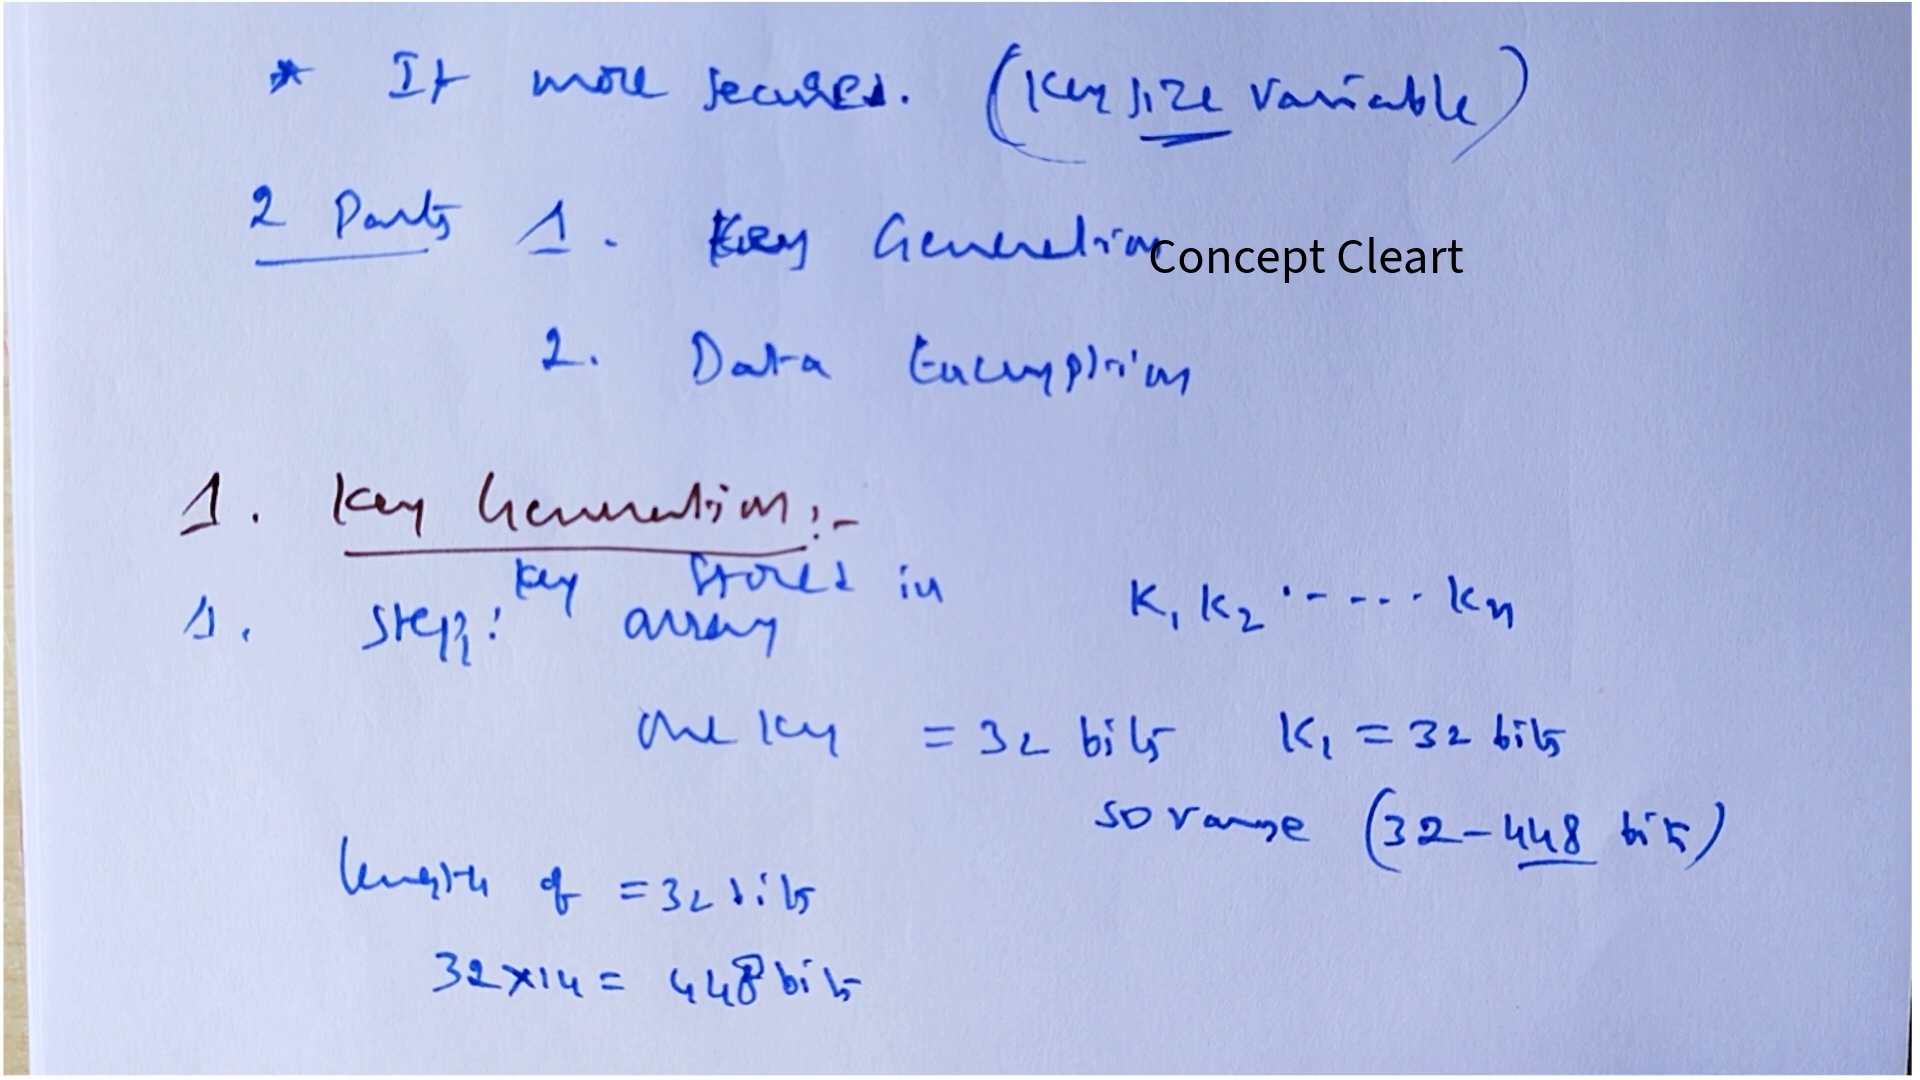 * It more secured. (Key size variable)
2 Parts 1. Key Generation
Concept Cleart
2. Data Encryption
1. Key Generation:-
1. Step: key stored in array K1 K2 ----- Kn
one key = 32 bits K1 = 32 bits
so range (32-448 bits)
length of = 32 bits
32x14 = 448 bits